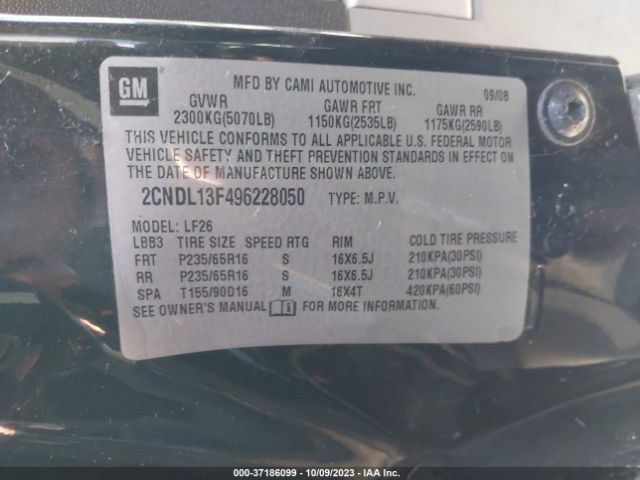 GM
MFD BY CAMI AUTOMOTIVE INC. 09/08
GVWR GAWR FRT GAWR RR
2300KG(5070LB) 1150KG(2535LB) 1175KG(2590LB)
THIS VEHICLE CONFORMS TO ALL APPLICABLE U.S. FEDERAL MOTOR
VEHICLE SAFETY AND THEFT PREVENTION STANDARDS IN EFFECT ON
THE DATE OF MANUFACTURE SHOWN ABOVE.
2CNDL13F496228050 TYPE: M.P.V.
MODEL: LF26
LBB3 TIRE SIZE SPEED RTG RIM COLD TIRE PRESSURE
FRT P235/65R16 S 16X6.5J 210KPA(30PSI)
RR P235/65R16 S 16X6.5J 210KPA(30PSI)
SPA T155/90D16 M 16X4T 420KPA(60PSI)
SEE OWNER'S MANUAL FOR MORE INFORMATION.
000-37186099 - 10/09/2023 - IAA Inc.